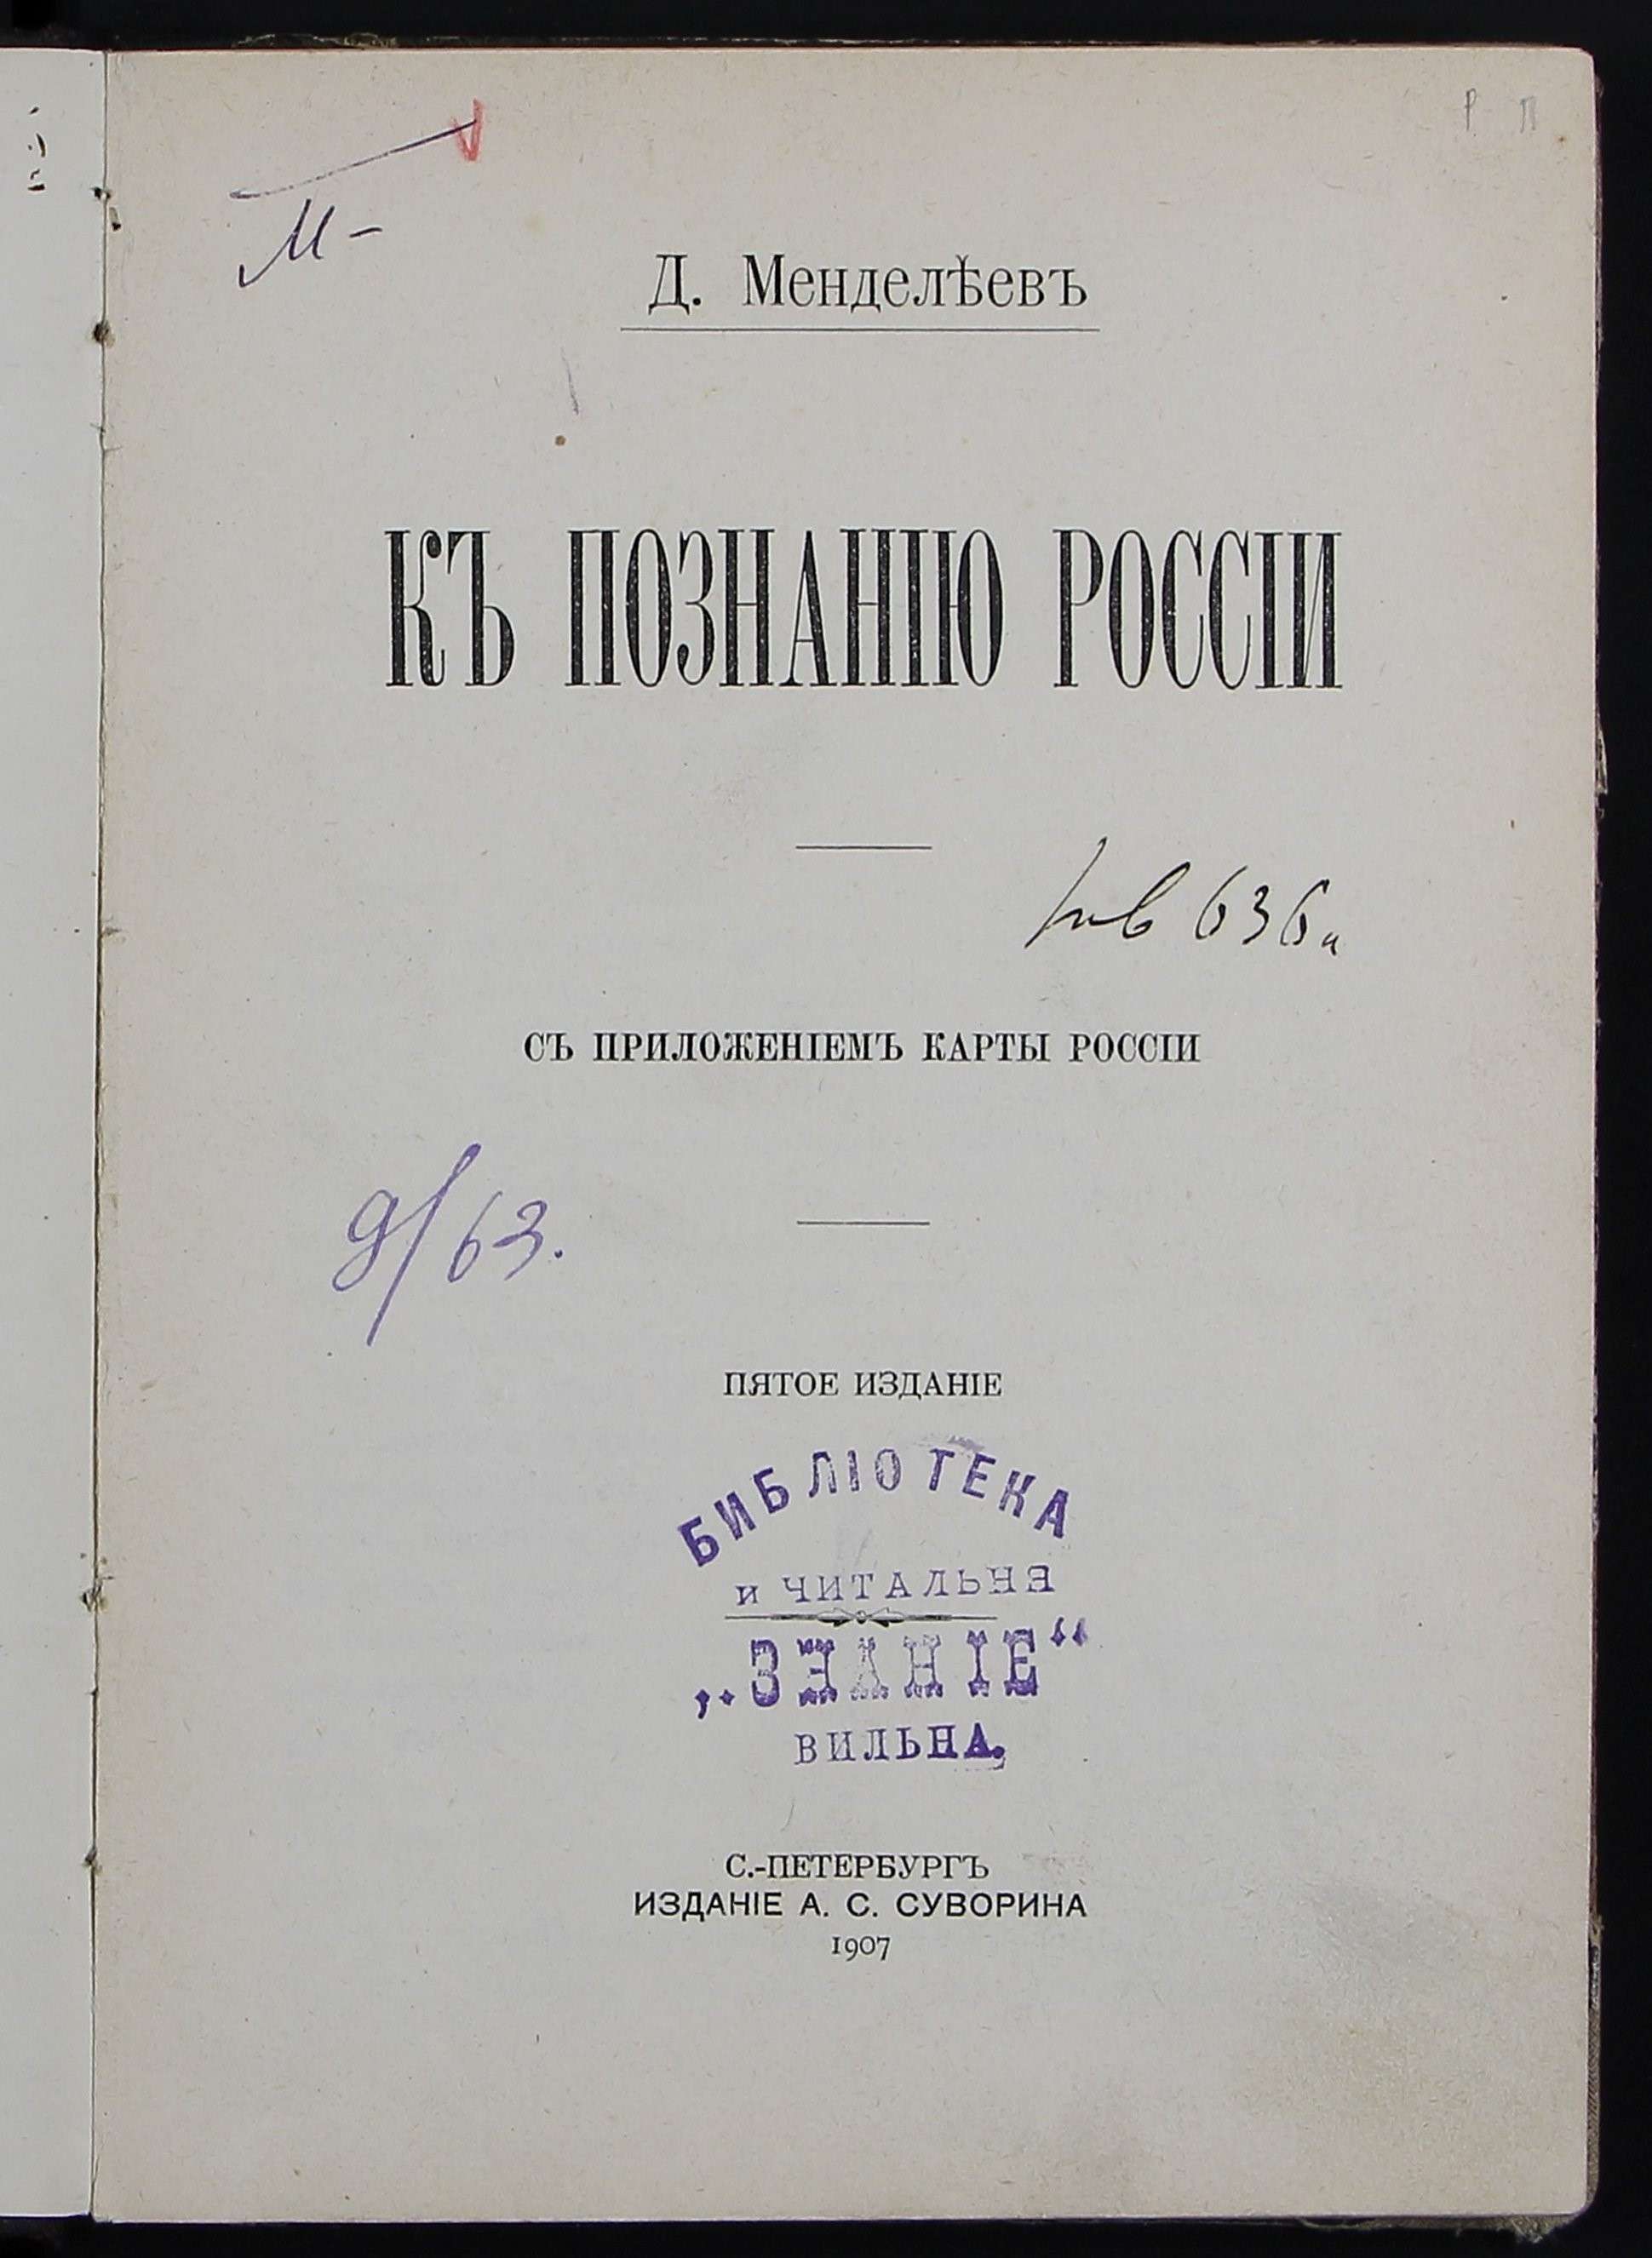 М-
Р П
Д. Менделѣевъ
КЪ ПОЗНАНІЮ РОССІИ
636
СЪ ПРИЛОЖЕНІЕМЪ КАРТЫ РОССІИ
9/63.
ПЯТОЕ ИЗДАНІЕ
БИБЛІОТЕКА
и ЧИТАЛЬНЯ
„ЗНАНІЕ“
ВИЛЬНА.
С.-ПЕТЕРБУРГЪ
ИЗДАНІЕ А. С. СУВОРИНА
1907